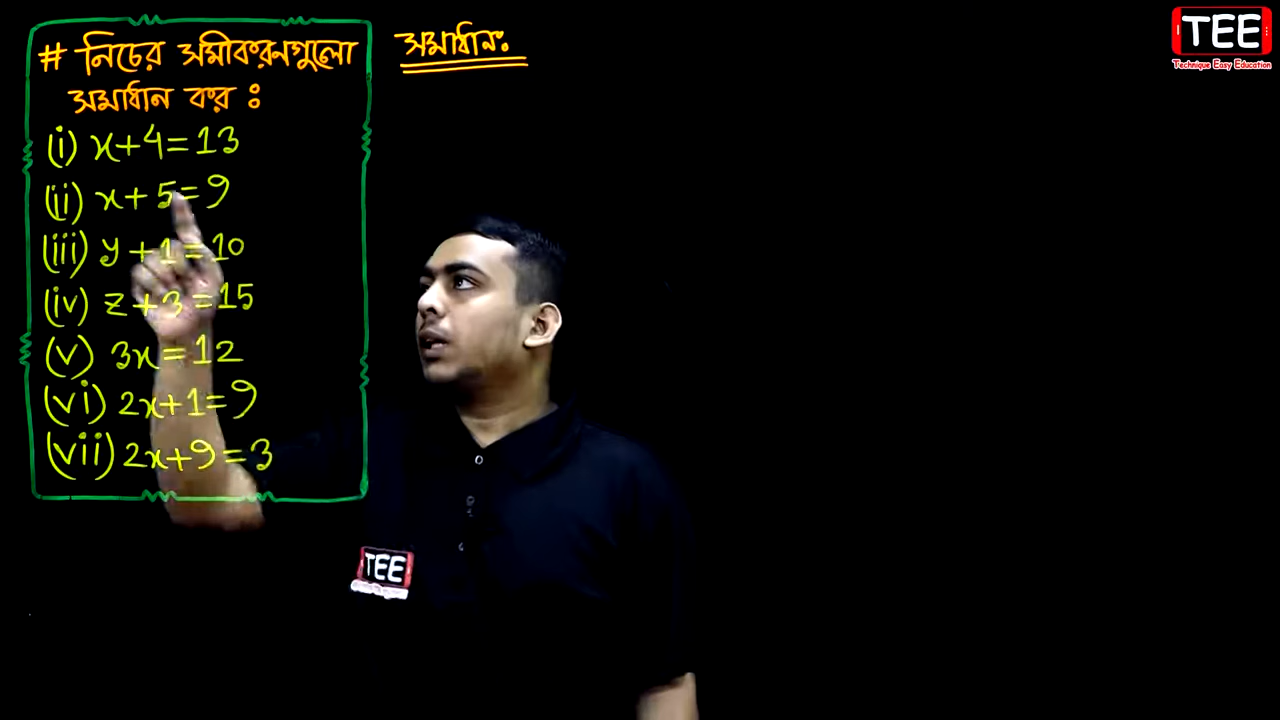 # নিচের সমীকরণগুলো
সমাধান কর :
(i) x+4=13
(ii) x+5=9
(iii) y+1=10
(iv) z+3=15
(v) 3x=12
(vi) 2x+1=9
(vii) 2x+9=3
সমাধান:
TEE
Technique Easy Education
TEE